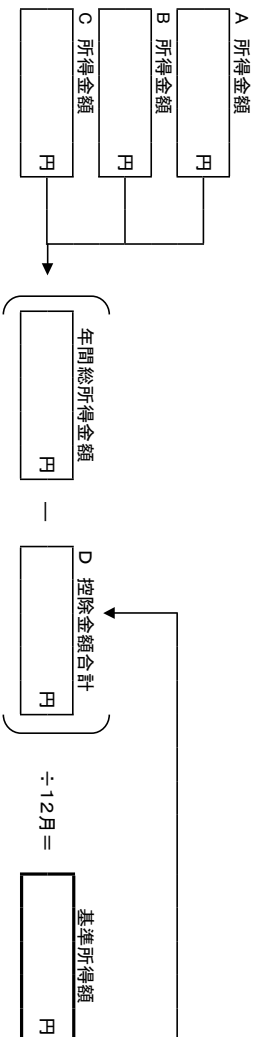 A 所得金額
円
B 所得金額
円
C 所得金額
円
年間総所得金額
円
－
D 控除金額合計
円
÷12月＝
基準所得額
円